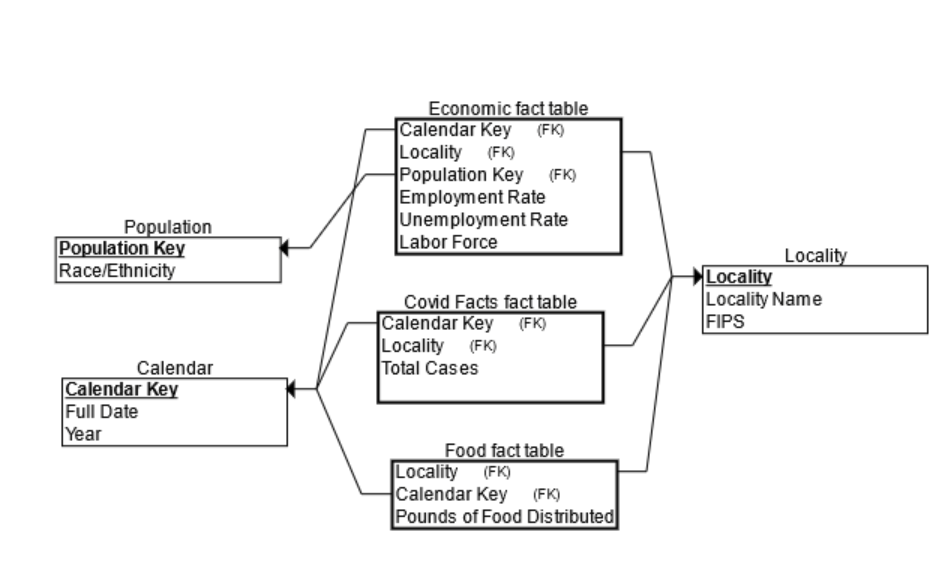 Economic fact table
Calendar Key (FK)
Locality (FK)
Population Key (FK)
Employment Rate
Unemployment Rate
Labor Force
Population
Population Key
Race/Ethnicity
Locality
Locality
Locality Name
FIPS
Covid Facts fact table
Calendar Key (FK)
Locality (FK)
Total Cases
Calendar
Calendar Key
Full Date
Year
Food fact table
Locality (FK)
Calendar Key (FK)
Pounds of Food Distributed